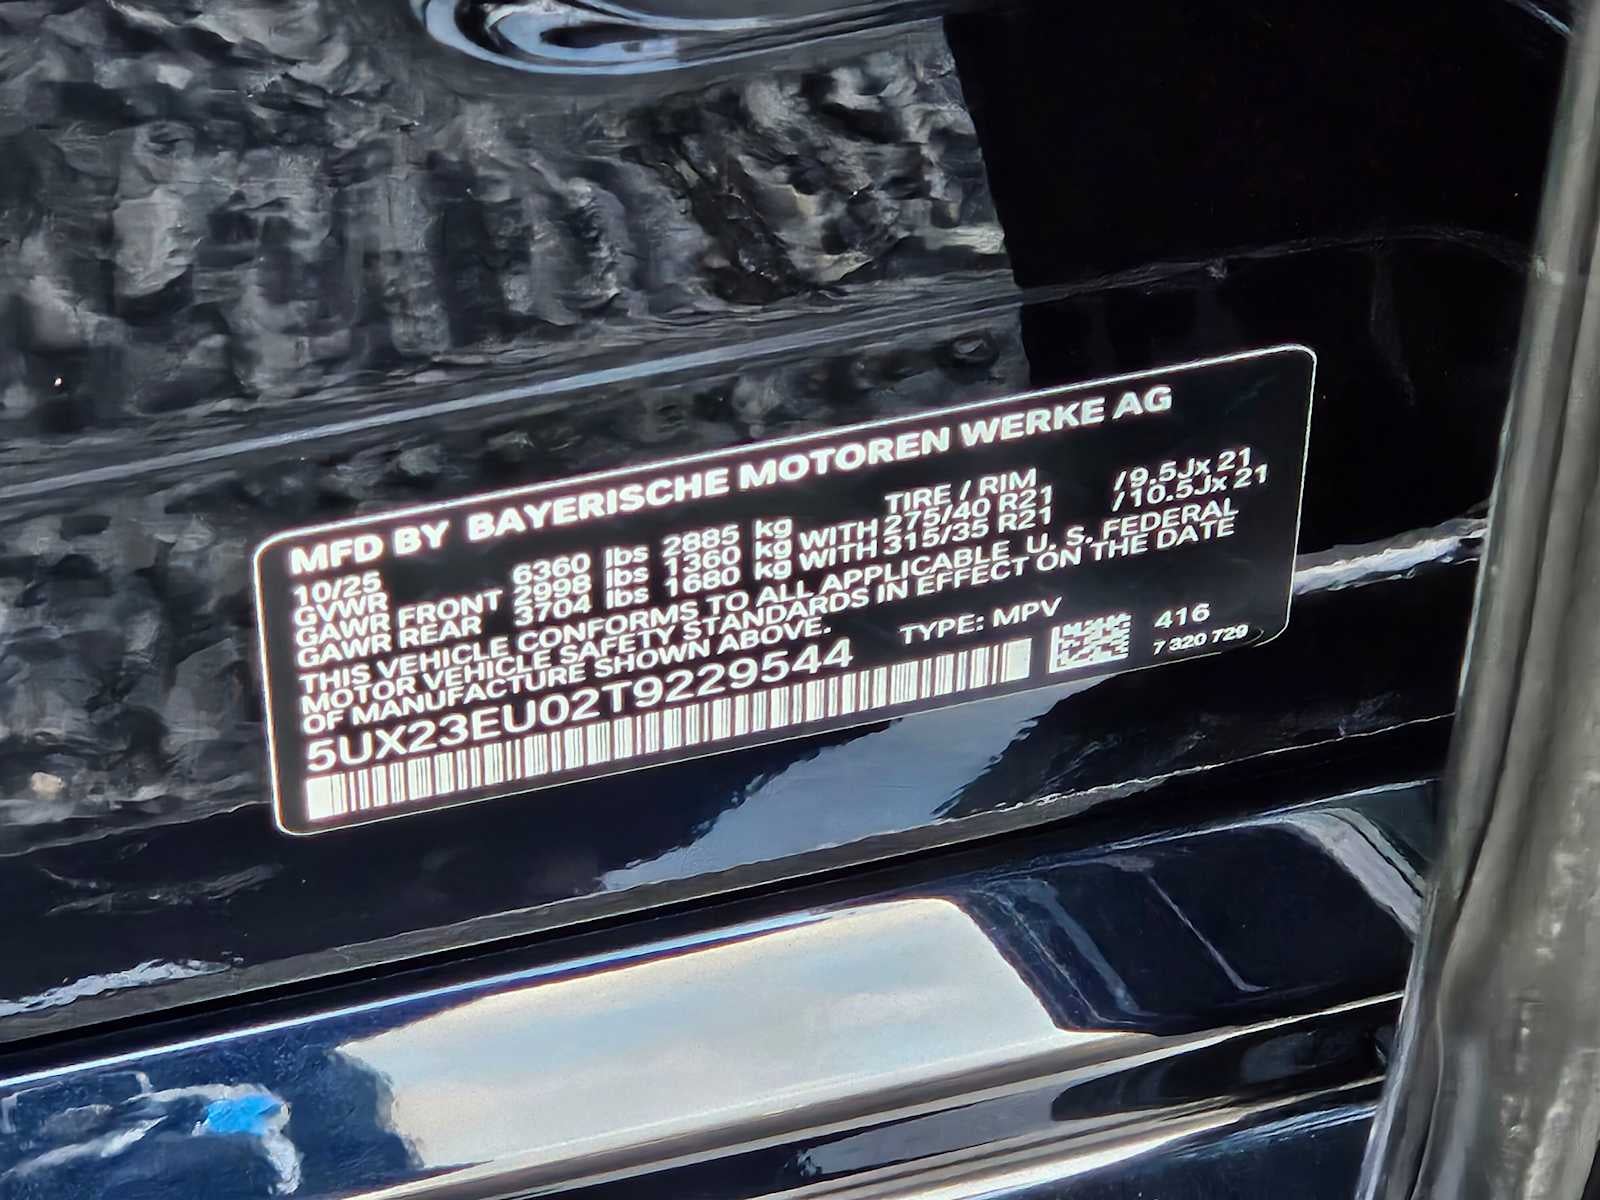 MFD BY BAYERISCHE MOTOREN WERKE AG
10/25 TIRE / RIM
GVWR 6360 lbs 2885 kg
GAWR FRONT 2998 lbs 1360 kg WITH 275/40 R21 /9.5Jx 21
GAWR REAR 3704 lbs 1680 kg WITH 315/35 R21 /10.5Jx 21
THIS VEHICLE CONFORMS TO ALL APPLICABLE U. S. FEDERAL
MOTOR VEHICLE SAFETY STANDARDS IN EFFECT ON THE DATE
OF MANUFACTURE SHOWN ABOVE.
5UX23EU02T9229544 TYPE: MPV 416
7 320 729